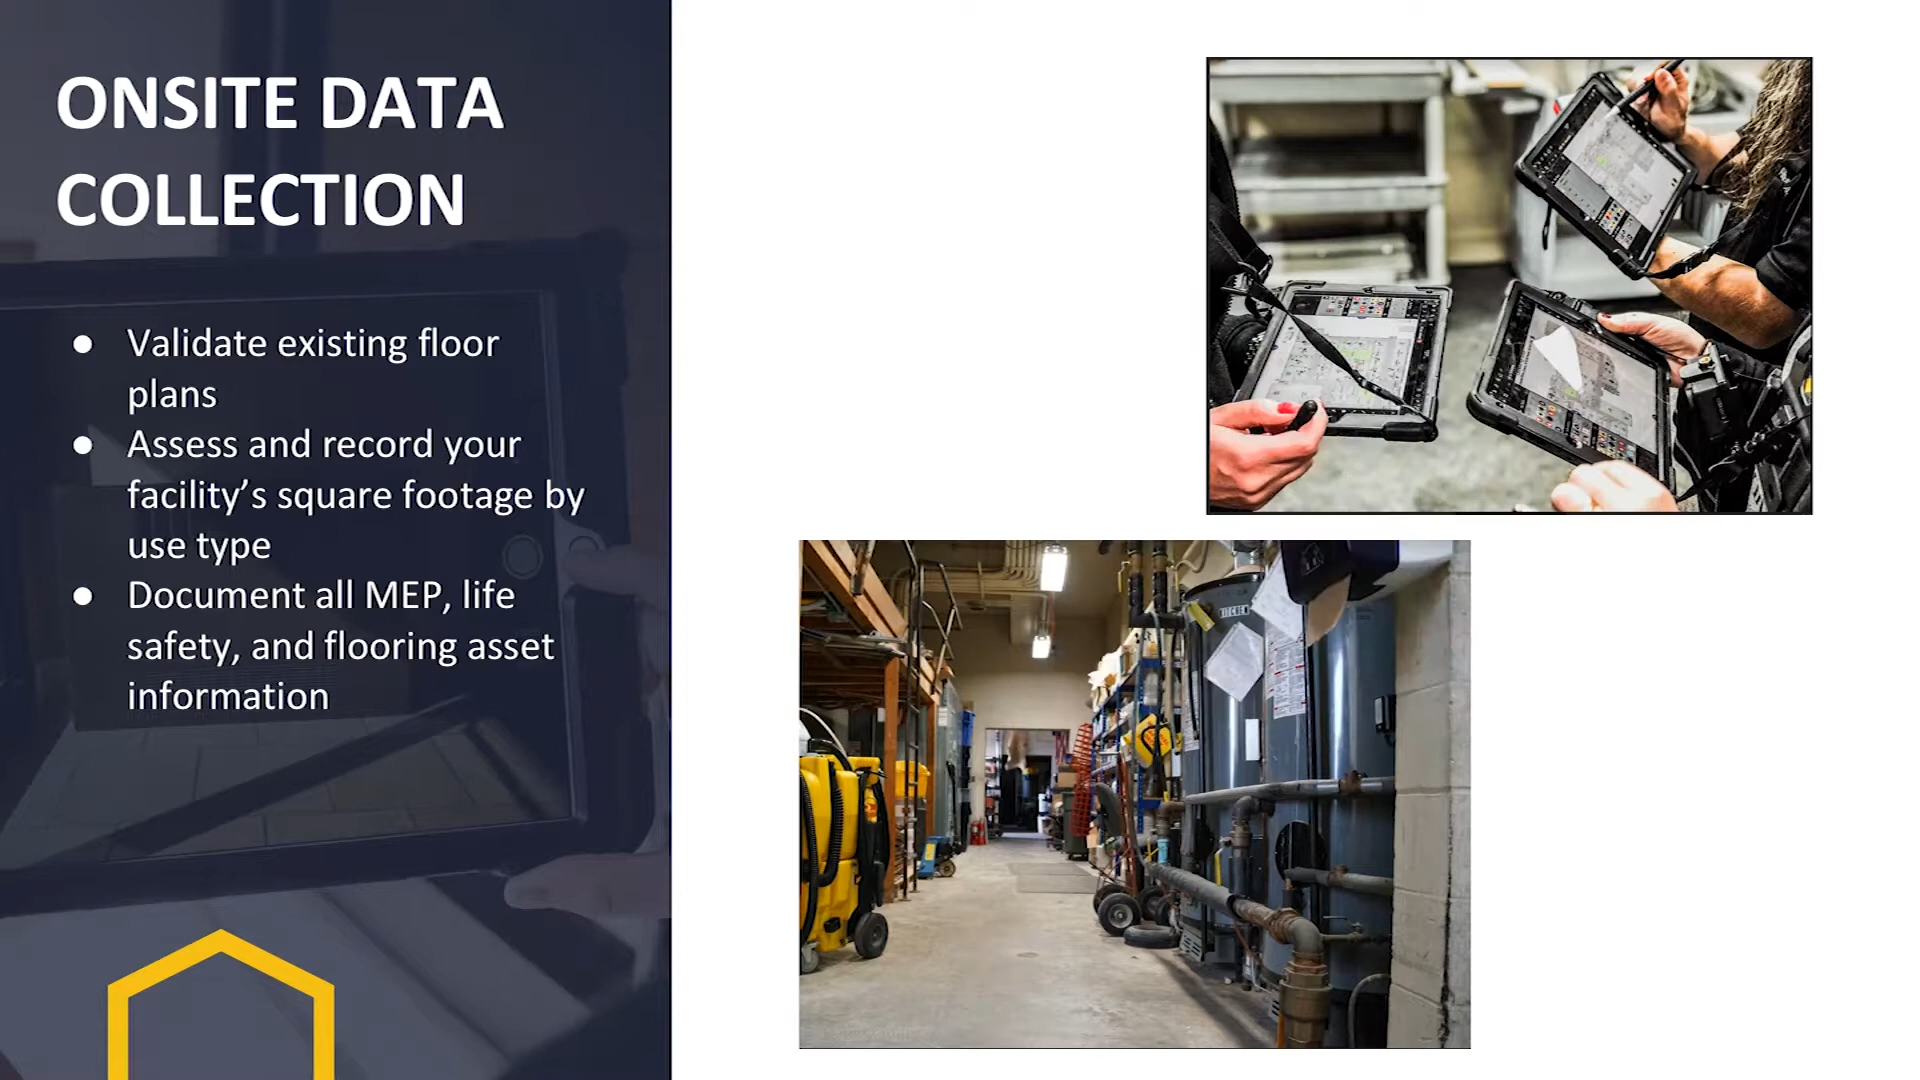 ONSITE DATA
COLLECTION
● Validate existing floor
plans
● Assess and record your
facility’s square footage by
use type
● Document all MEP, life
safety, and flooring asset
information
KITCHEN